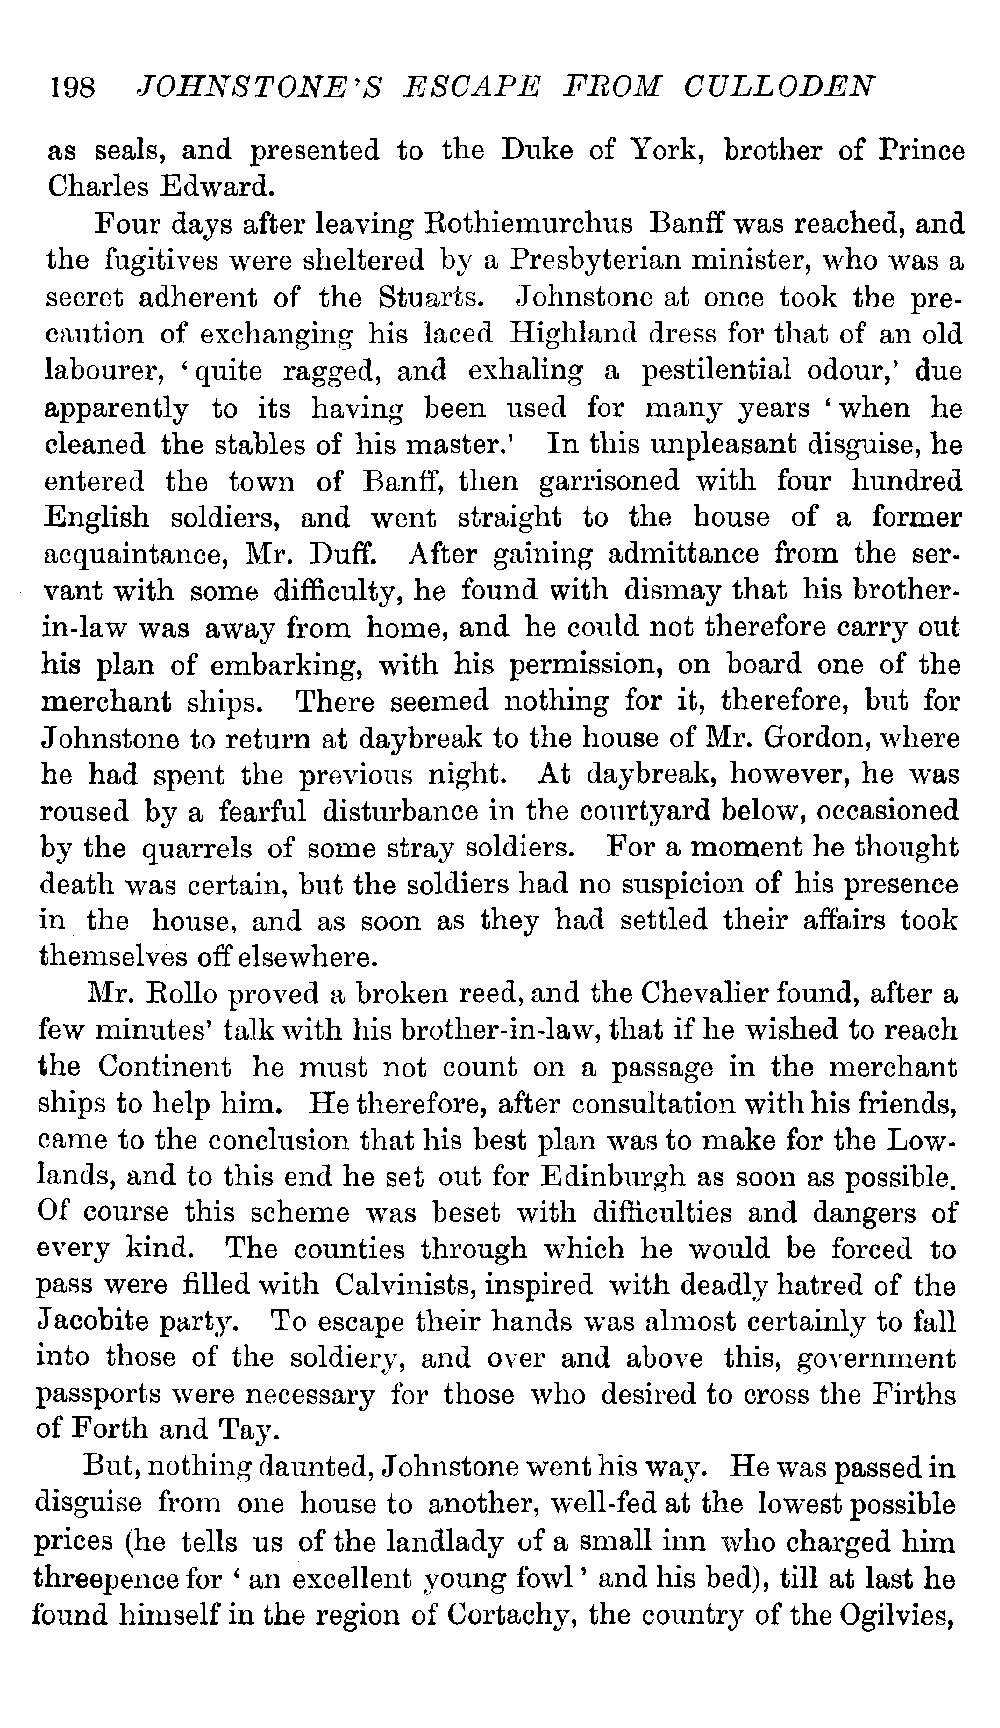 198 JOHNSTONE'S ESCAPE FROM CULLODEN
as seals, and presented to the Duke of York, brother of Prince
Charles Edward.
Four days after leaving Rothiemurchus Banff was reached, and
the fugitives were sheltered by a Presbyterian minister, who was a
secret adherent of the Stuarts. Johnstone at once took the pre-
caution of exchanging his laced Highland dress for that of an old
labourer, ‘quite ragged, and exhaling a pestilential odour,’ due
apparently to its having been used for many years ‘when he
cleaned the stables of his master.’ In this unpleasant disguise, he
entered the town of Banff, then garrisoned with four hundred
English soldiers, and went straight to the house of a former
acquaintance, Mr. Duff. After gaining admittance from the ser-
vant with some difficulty, he found with dismay that his brother-
in-law was away from home, and he could not therefore carry out
his plan of embarking, with his permission, on board one of the
merchant ships. There seemed nothing for it, therefore, but for
Johnstone to return at daybreak to the house of Mr. Gordon, where
he had spent the previous night. At daybreak, however, he was
roused by a fearful disturbance in the courtyard below, occasioned
by the quarrels of some stray soldiers. For a moment he thought
death was certain, but the soldiers had no suspicion of his presence
in the house, and as soon as they had settled their affairs took
themselves off elsewhere.
Mr. Rollo proved a broken reed, and the Chevalier found, after a
few minutes’ talk with his brother-in-law, that if he wished to reach
the Continent he must not count on a passage in the merchant
ships to help him. He therefore, after consultation with his friends,
came to the conclusion that his best plan was to make for the Low-
lands, and to this end he set out for Edinburgh as soon as possible.
Of course this scheme was beset with difficulties and dangers of
every kind. The counties through which he would be forced to
pass were filled with Calvinists, inspired with deadly hatred of the
Jacobite party. To escape their hands was almost certainly to fall
into those of the soldiery, and over and above this, government
passports were necessary for those who desired to cross the Firths
of Forth and Tay.
But, nothing daunted, Johnstone went his way. He was passed in
disguise from one house to another, well-fed at the lowest possible
prices (he tells us of the landlady of a small inn who charged him
threepence for ‘an excellent young fowl’ and his bed), till at last he
found himself in the region of Cortachy, the country of the Ogilvies,